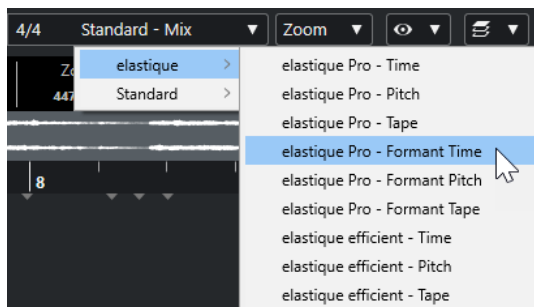 4/4 Standard - Mix Zoom
elastique
Standard
447
8
elastique Pro - Time
elastique Pro - Pitch
elastique Pro - Tape
elastique Pro - Formant Time
elastique Pro - Formant Pitch
elastique Pro - Formant Tape
elastique efficient - Time
elastique efficient - Pitch
elastique efficient - Tape